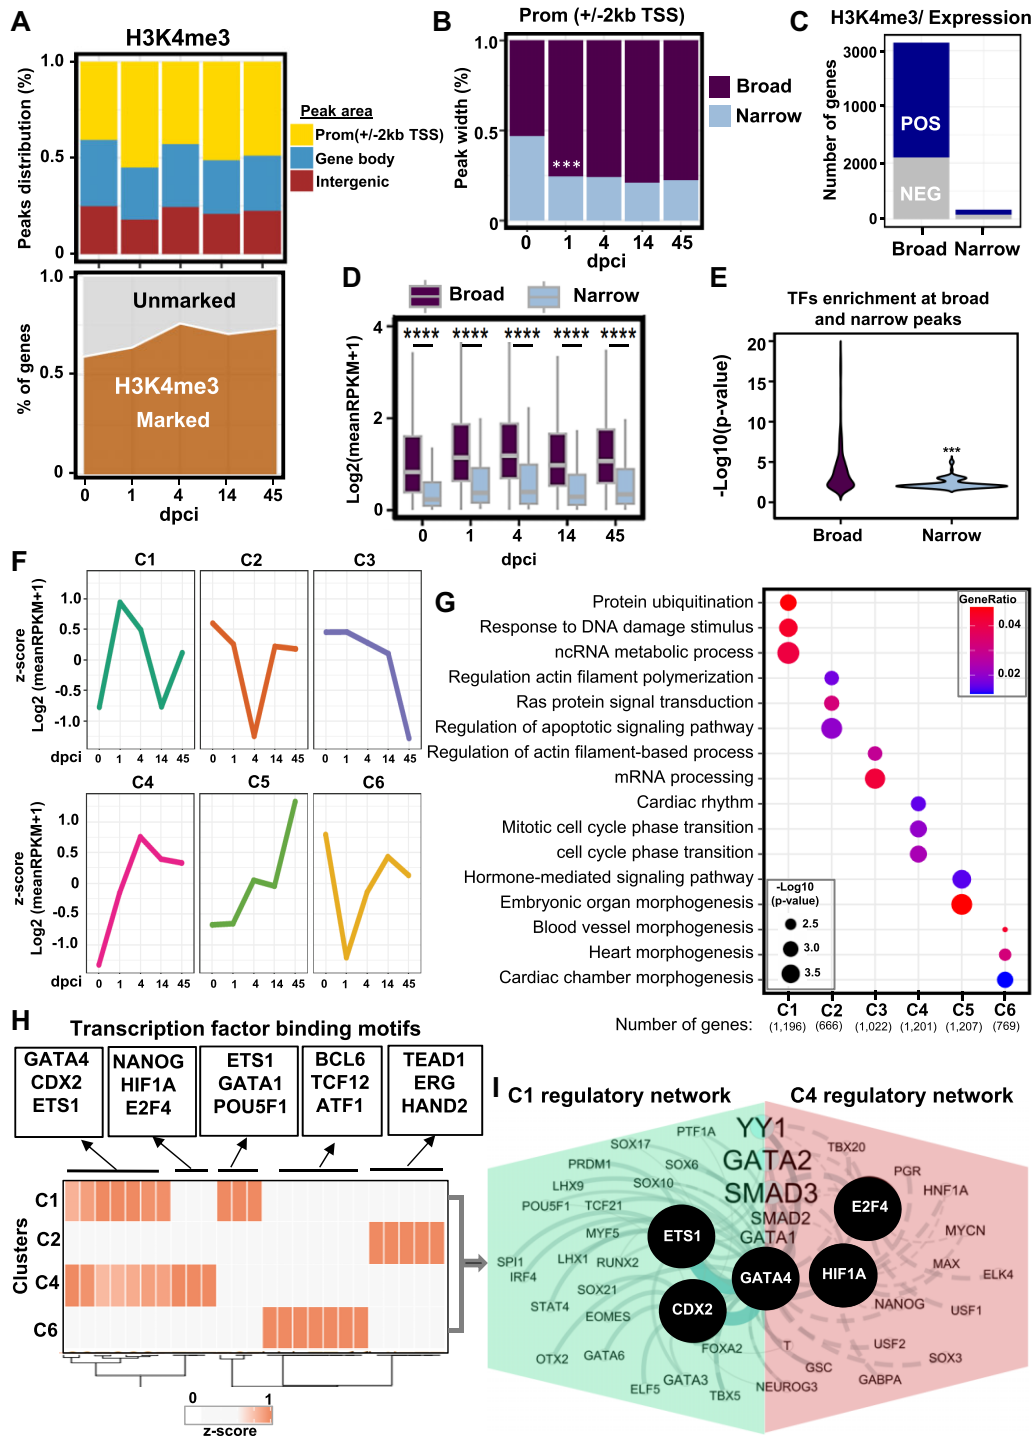 A
H3K4me3
Peaks distribution (%)
1.0
0.5
0
Peak area
Prom(+/-2kb TSS)
Gene body
Intergenic
% of genes
1.0
0.5
0
Unmarked
H3K4me3
Marked
0 1 4 14 45
dpci
B
Prom (+/-2kb TSS)
Peak width (%)
1.0
0.5
0
***
0 1 4 14 45
dpci
Broad
Narrow
C
H3K4me3/ Expression
Number of genes
3000
1000
2000
0
POS
NEG
Broad Narrow
D
Broad Narrow
Log2(meanRPKM+1)
4
2
0
**** **** **** **** ****
0 1 4 14 45
dpci
E
TFs enrichment at broad
and narrow peaks
-Log10(p-value)
20
15
10
5
0
***
Broad Narrow
F
C1 C2 C3
z-score
Log2 (meanRPKM+1)
1.0
0.5
0
-0.5
-1.0
dpci 0 1 4 14 45 0 1 4 14 45 0 1 4 14 45
C4 C5 C6
z-score
Log2 (meanRPKM+1)
1.0
0.5
0
-0.5
-1.0
dpci 0 1 4 14 45 0 1 4 14 45 0 1 4 14 45
G
Protein ubiquitination
Response to DNA damage stimulus
ncRNA metabolic process
Regulation actin filament polymerization
Ras protein signal transduction
Regulation of apoptotic signaling pathway
Regulation of actin filament-based process
mRNA processing
Cardiac rhythm
Mitotic cell cycle phase transition
cell cycle phase transition
Hormone-mediated signaling pathway
Embryonic organ morphogenesis
Blood vessel morphogenesis
Heart morphogenesis
Cardiac chamber morphogenesis
GeneRatio
0.04
0.02
-Log10
(p-value)
2.5
3.0
3.5
C1 C2 C3 C4 C5 C6
Number of genes: (1,196) (666) (1,022) (1,201) (1,207) (769)
H
Transcription factor binding motifs
GATA4
CDX2
ETS1
NANOG
HIF1A
E2F4
ETS1
GATA1
POU5F1
BCL6
TCF12
ATF1
TEAD1
ERG
HAND2
Clusters
C1
C2
C4
C6
0 1
z-score
I
C1 regulatory network C4 regulatory network
YY1
GATA2
SMAD3
SMAD2
GATA1
PTF1A
SOX17
SOX6
PRDM1
SOX10
LHX9
POU5F1
TCF21
MYF5
ETS1
SPI1
LHX1
RUNX2
IRF4
SOX21
STAT4
EOMES
CDX2
GATA4
OTX2
GATA6
FOXA2
ELF5
GATA3
TBX5
NEUROG3
T
GSC
TBX20
PGR
HNF1A
E2F4
MYCN
MAX
ELK4
HIF1A
NANOG
USF1
USF2
SOX3
GABPA